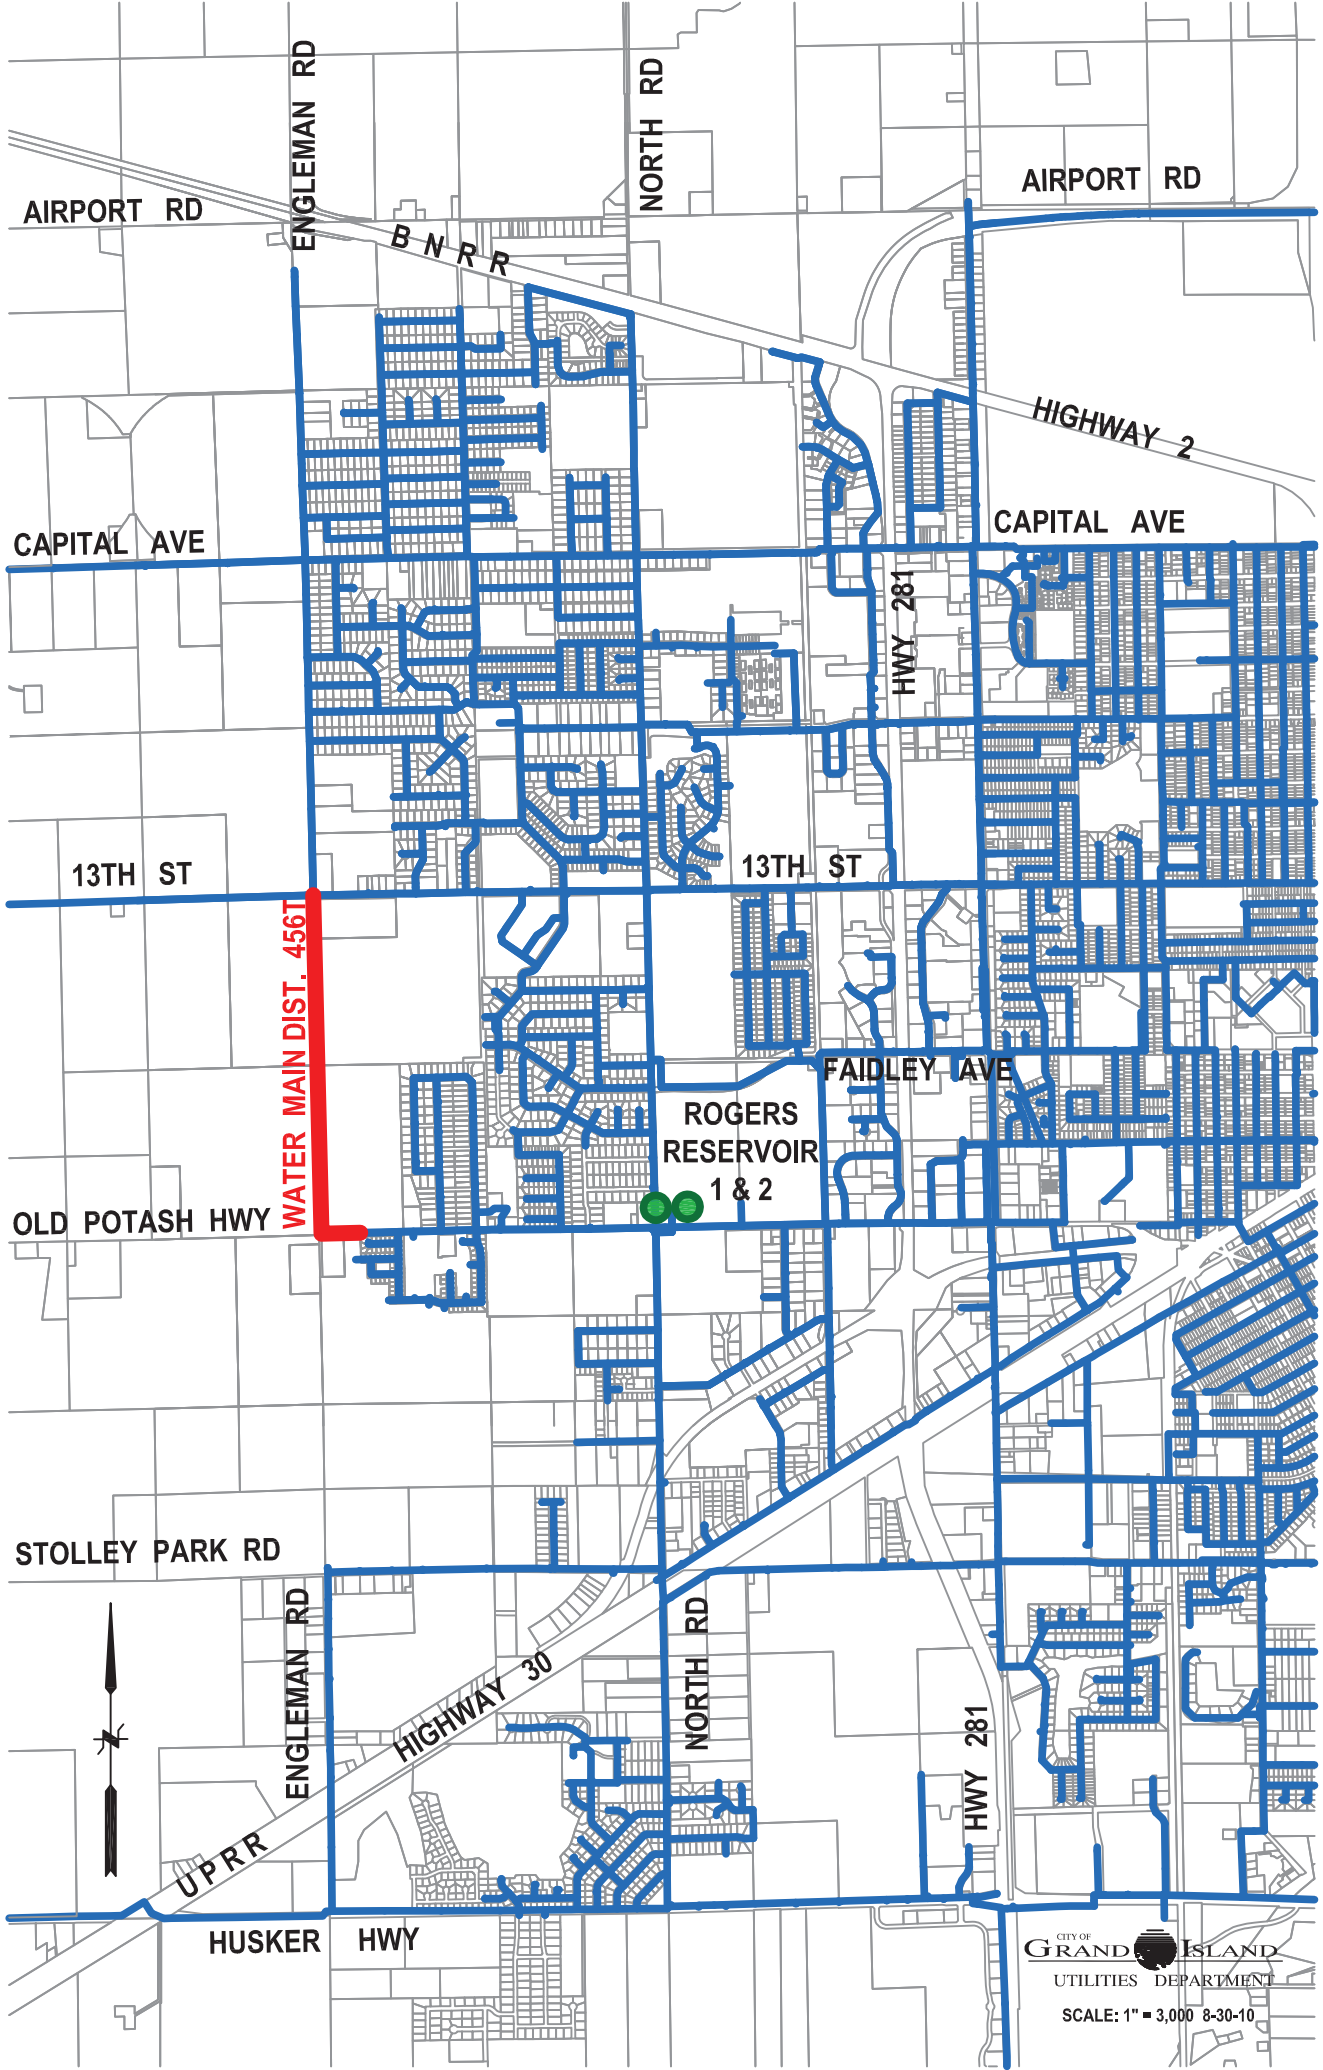 ENGLEMAN RD
NORTH RD
AIRPORT RD
AIRPORT RD
B N R R
HIGHWAY 2
CAPITAL AVE
CAPITAL AVE
HWY 281
13TH ST
13TH ST
WATER MAIN DIST. 456T
FAIDLEY AVE
ROGERS
RESERVOIR
1 & 2
OLD POTASH HWY
STOLLEY PARK RD
ENGLEMAN RD
NORTH RD
HIGHWAY 30
HWY 281
UPRR
HUSKER HWY
CITY OF
GRAND ISLAND
UTILITIES DEPARTMENT
SCALE: 1" = 3,000 8-30-10